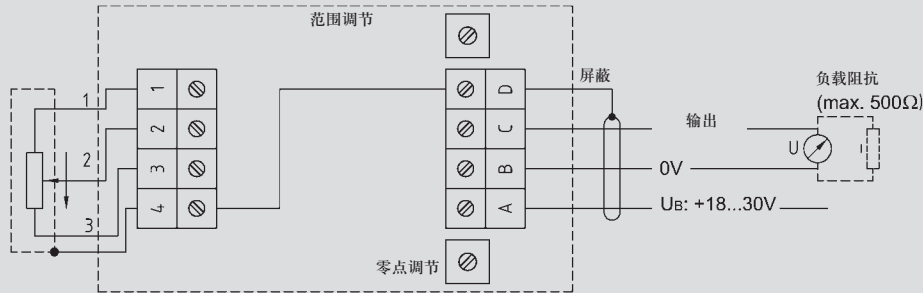 范围调节
屏蔽
负载阻抗
(max. 500Ω)
1
2
3
1
2
3
4
D
C
B
A
输出
U
I
0V
UB: +18...30V
零点调节